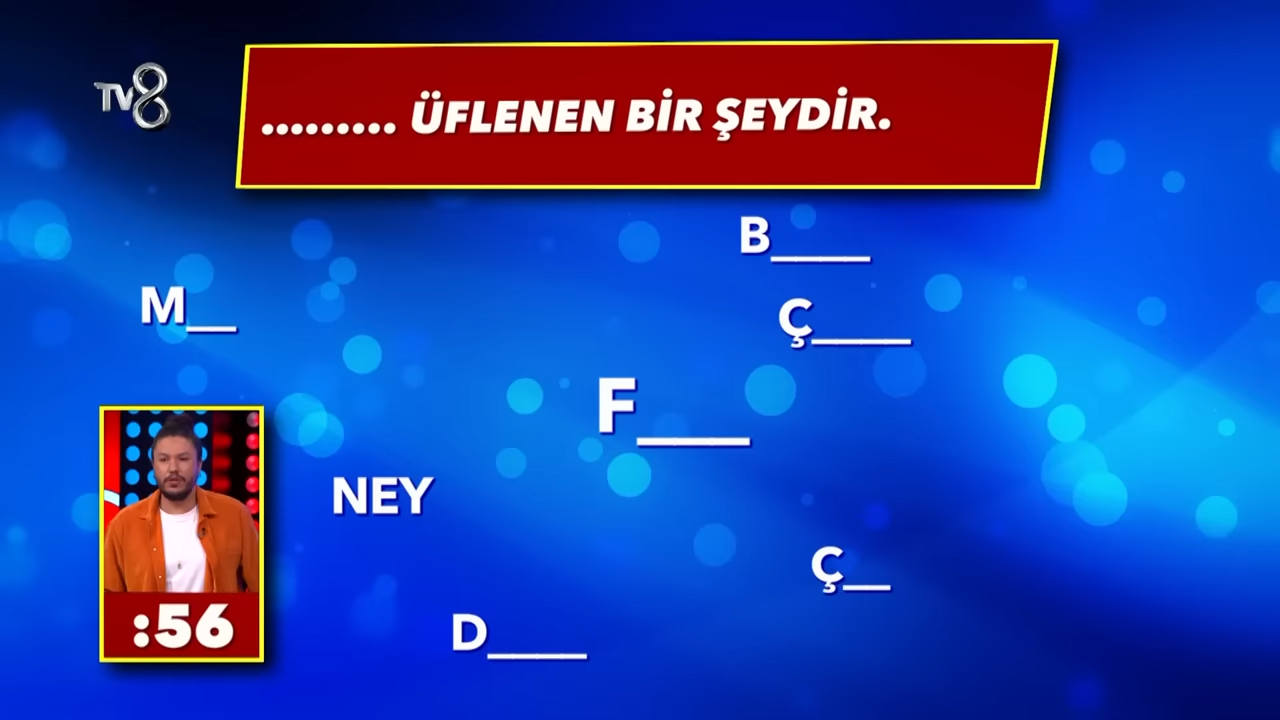 TV8
......... ÜFLENEN BİR ŞEYDİR.
B____
M__
Ç____
F____
NEY
Ç__
D____
:56